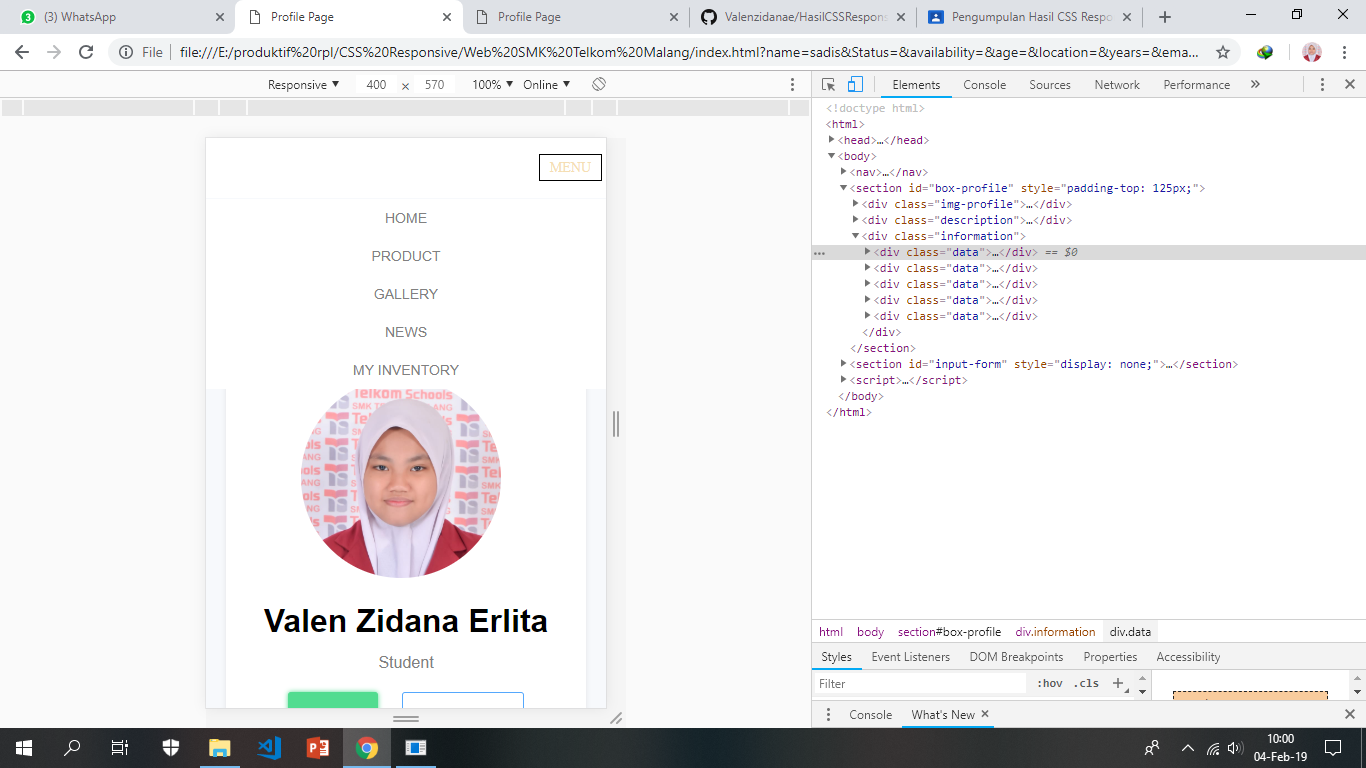 (3) WhatsApp
Profile Page
Profile Page
Valenzidanae/HasilCSSRespons
Pengumpulan Hasil CSS Respo
File
file:///E:/produktif%20rpl/CSS%20Responsive/Web%20SMK%20Telkom%20Malang/index.html?name=sadis&Status=&availability=&age=&location=&years=&ema...
Responsive 400 × 570 100% Online
Elements Console Sources Network Performance »
MENU
HOME
PRODUCT
GALLERY
NEWS
MY INVENTORY
Telkom Schools
Valen Zidana Erlita
Student
<!doctype html>
<html>
<head>…</head>
<body>
<nav>…</nav>
<section id="box-profile" style="padding-top: 125px;">
<div class="img-profile">…</div>
<div class="description">…</div>
<div class="information">
<div class="data">…</div> == $0
<div class="data">…</div>
<div class="data">…</div>
<div class="data">…</div>
<div class="data">…</div>
</div>
</section>
<section id="input-form" style="display: none;">…</section>
<script>…</script>
</body>
</html>
html body section#box-profile div.information div.data
Styles Event Listeners DOM Breakpoints Properties Accessibility
Filter :hov .cls +
Console What's New
10:00
04-Feb-19